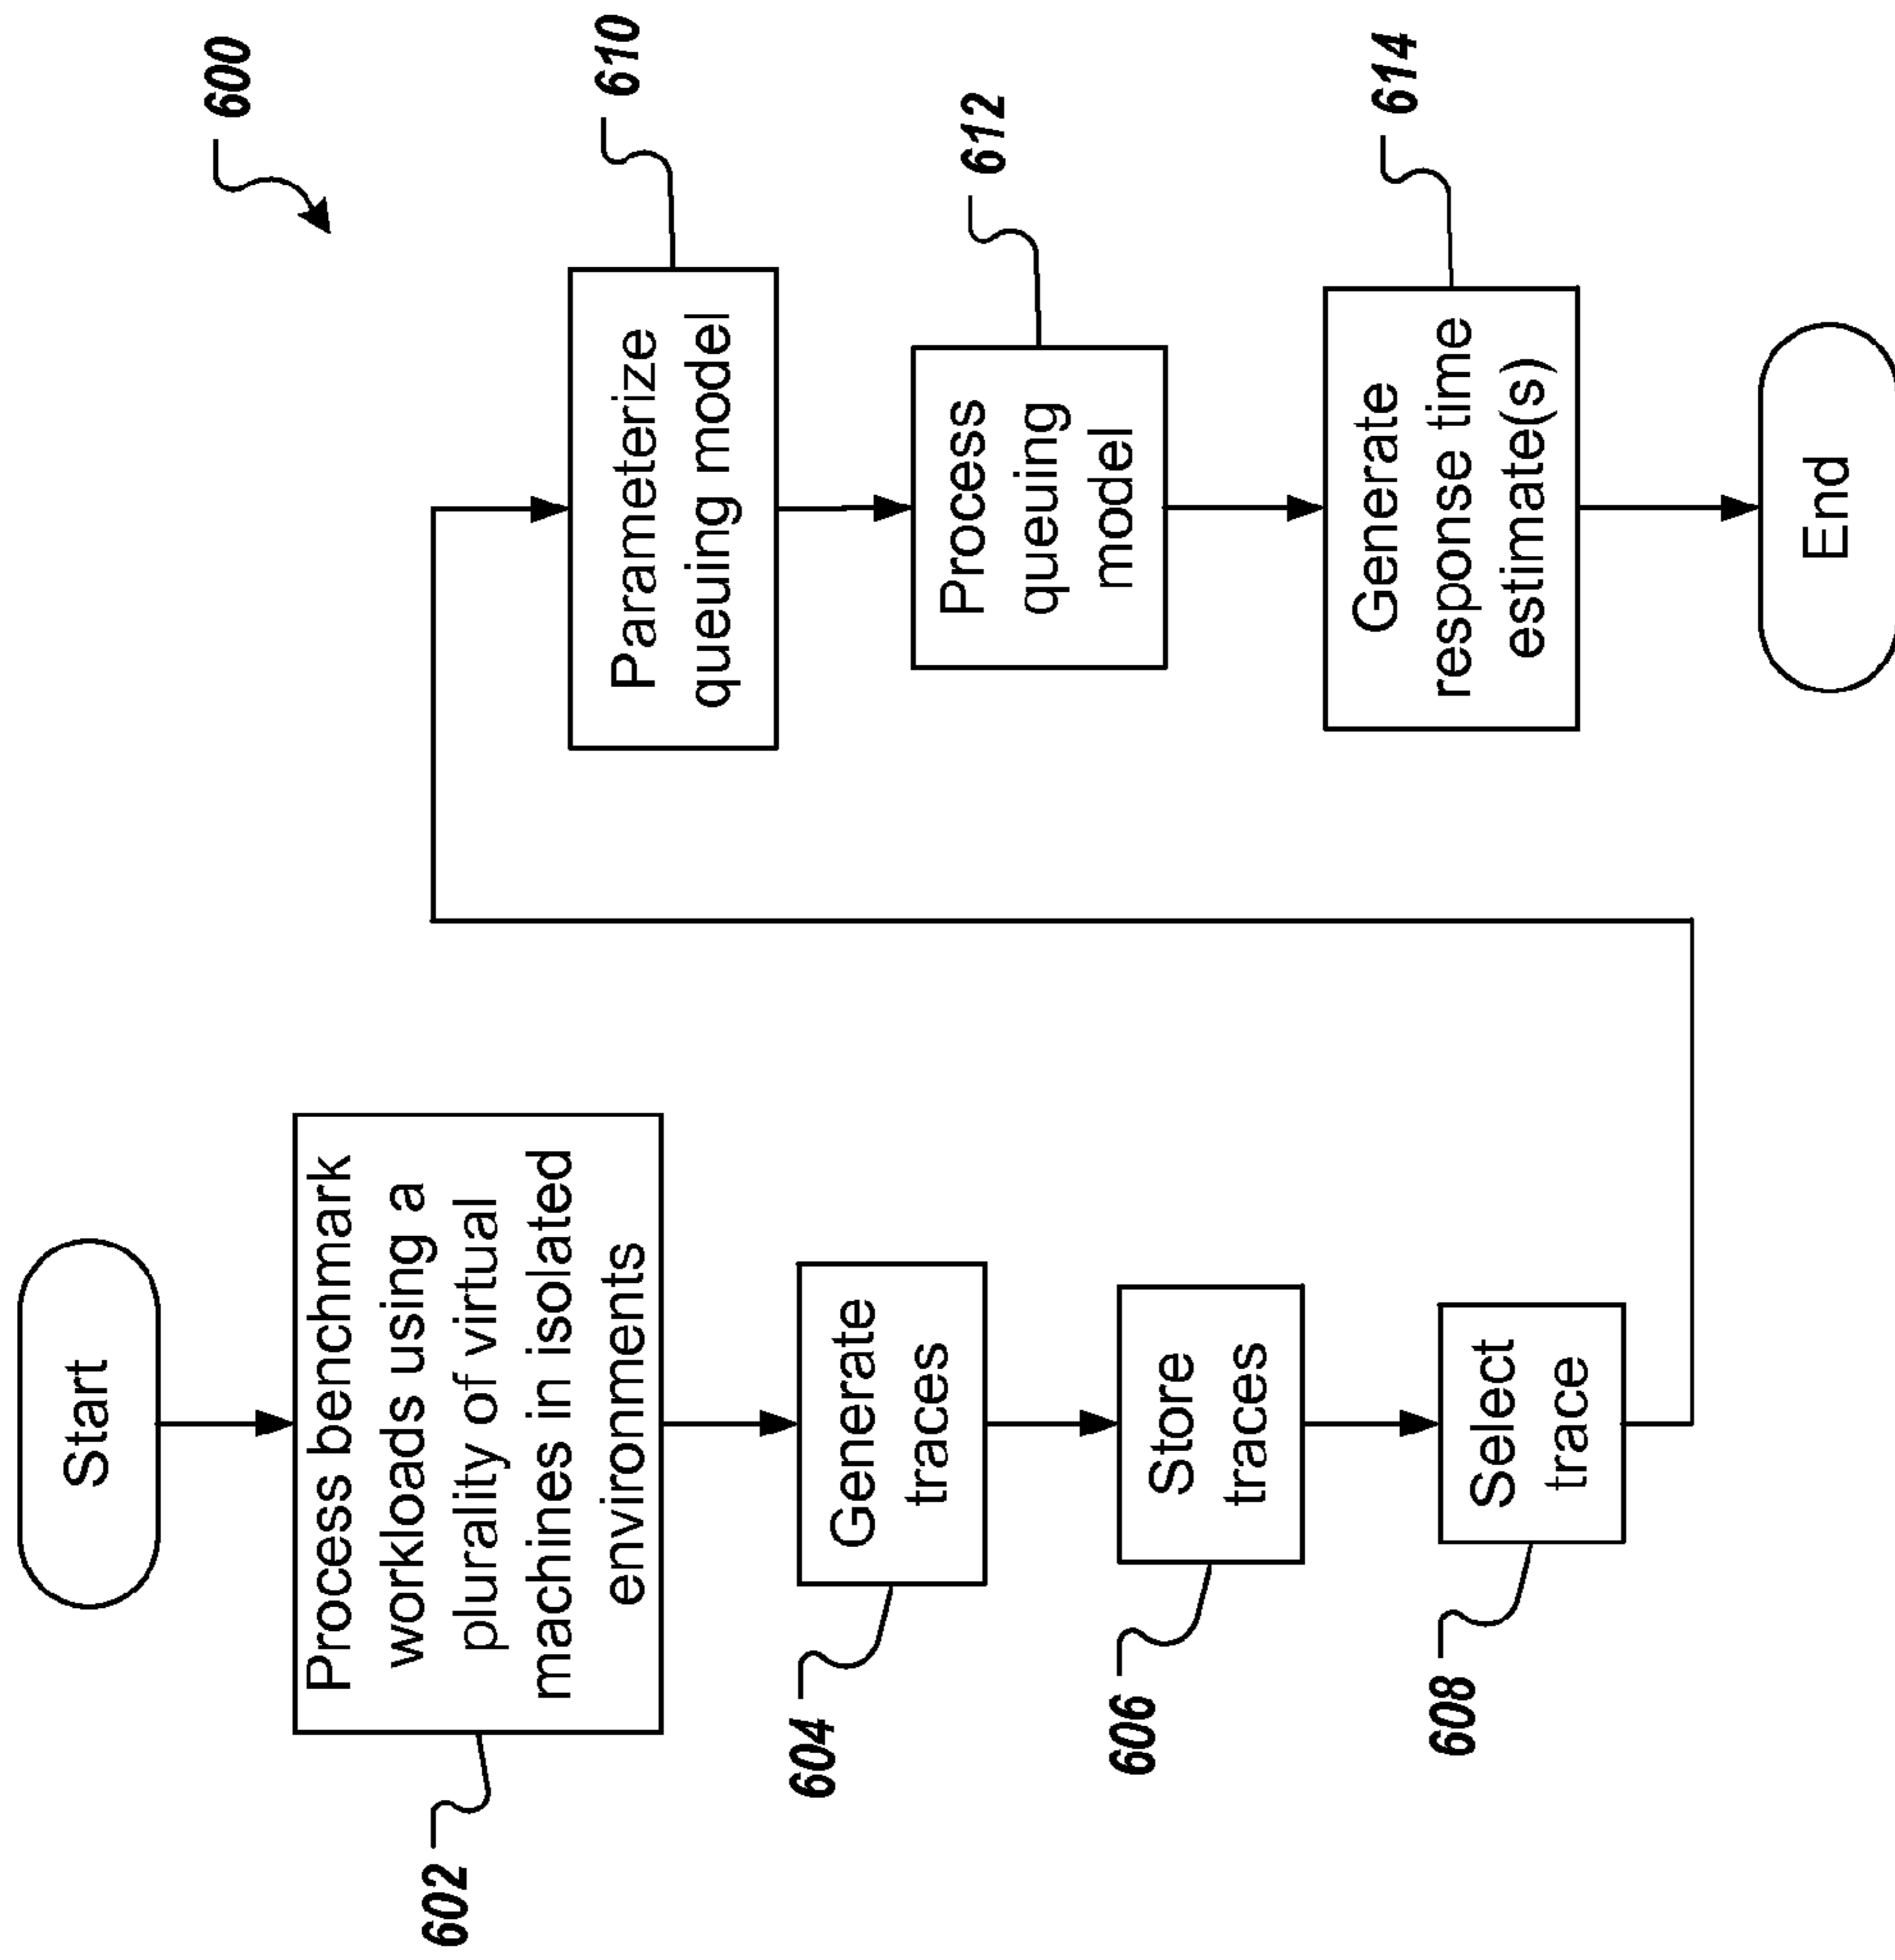 600
Start
602
Process benchmark
workloads using a
plurality of virtual
machines in isolated
environments
604
Generate
traces
606
Store
traces
608
Select
trace
610
Parameterize
queuing model
612
Process
queuing
model
614
Generate
response time
estimate(s)
End